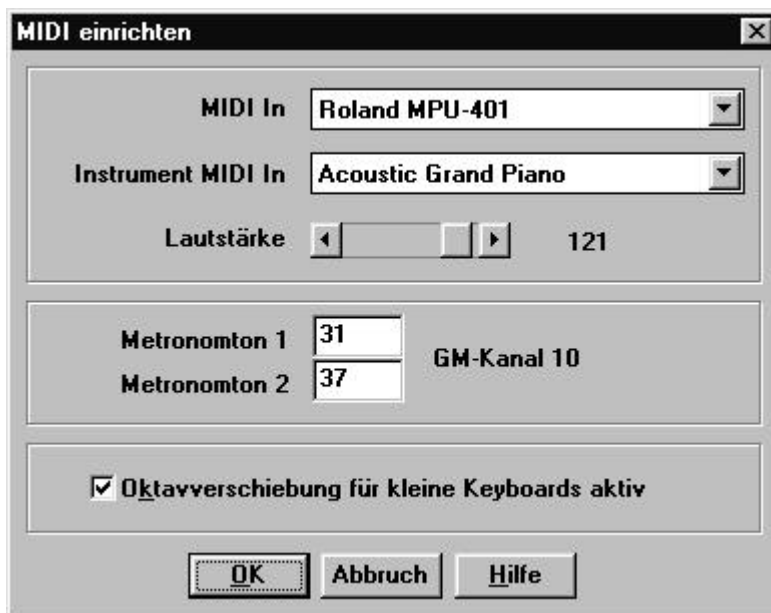 MIDI einrichten
MIDI In Roland MPU-401
Instrument MIDI In Acoustic Grand Piano
Lautstärke 121
Metronomton 1 31
GM-Kanal 10
Metronomton 2 37
Oktavverschiebung für kleine Keyboards aktiv
OK Abbruch Hilfe